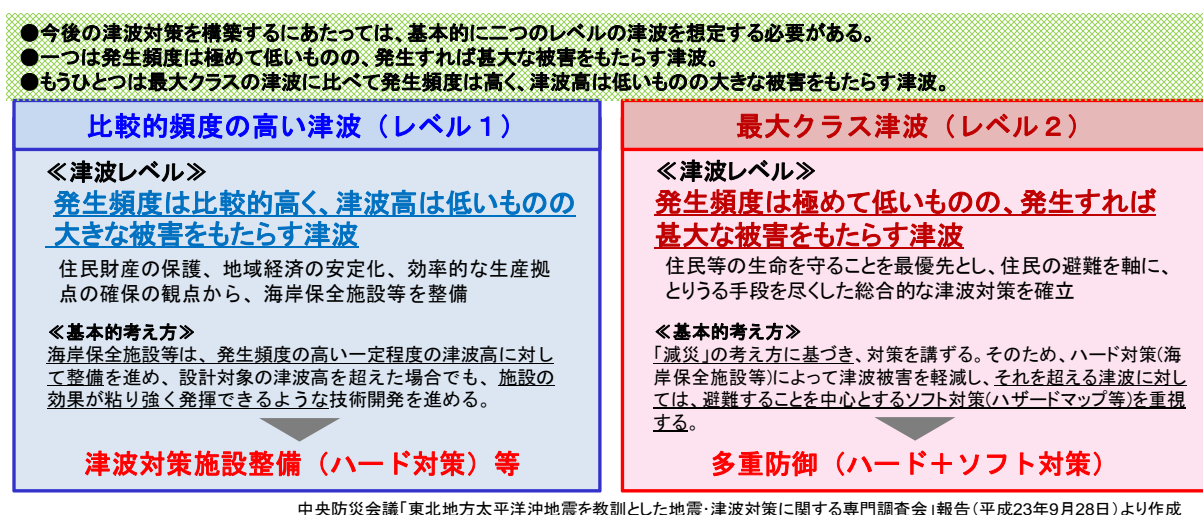 ●今後の津波対策を構築するにあたっては、基本的に二つのレベルの津波を想定する必要がある。
●一つは発生頻度は極めて低いものの、発生すれば甚大な被害をもたらす津波。
●もうひとつは最大クラスの津波に比べて発生頻度は高く、津波高は低いものの大きな被害をもたらす津波。
比較的頻度の高い津波（レベル１）
≪津波レベル≫
発生頻度は比較的高く、津波高は低いものの
大きな被害をもたらす津波
住民財産の保護、地域経済の安定化、効率的な生産拠
点の確保の観点から、海岸保全施設等を整備
≪基本的考え方≫
海岸保全施設等は、発生頻度の高い一定程度の津波高に対し
て整備を進め、設計対象の津波高を超えた場合でも、施設の
効果が粘り強く発揮できるような技術開発を進める。
津波対策施設整備（ハード対策）等
最大クラス津波（レベル２）
≪津波レベル≫
発生頻度は極めて低いものの、発生すれば
甚大な被害をもたらす津波
住民等の生命を守ることを最優先とし、住民の避難を軸に、
とりうる手段を尽くした総合的な津波対策を確立
≪基本的考え方≫
「減災」の考え方に基づき、対策を講ずる。そのため、ハード対策(海
岸保全施設等)によって津波被害を軽減し、それを超える津波に対し
ては、避難することを中心とするソフト対策(ハザードマップ等)を重視
する。
多重防御（ハード＋ソフト対策）
中央防災会議「東北地方太平洋沖地震を教訓とした地震・津波対策に関する専門調査会」報告（平成23年9月28日）より作成